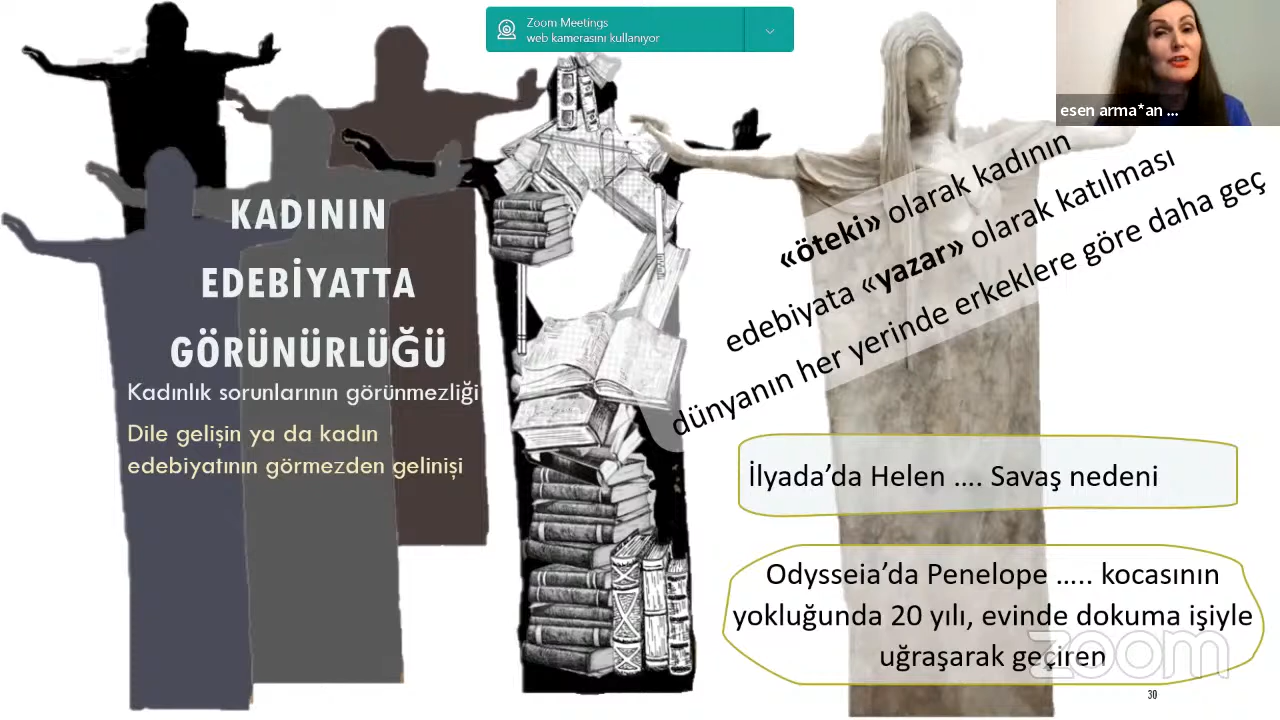 Zoom Meetings
web kamerasını kullanıyor
esen arma*an ...
KADININ
EDEBİYATTA
GÖRÜNÜRLÜĞÜ
Kadınlık sorunlarının görünmezliği
Dile gelişin ya da kadın
edebiyatının görmezden gelinişi
«öteki» olarak kadının
edebiyata «yazar» olarak katılması
dünyanın her yerinde erkeklere göre daha geç
İlyada’da Helen .... Savaş nedeni
Odysseia’da Penelope ..... kocasının
yokluğunda 20 yılı, evinde dokuma işiyle
uğraşarak geçiren
zoom
30